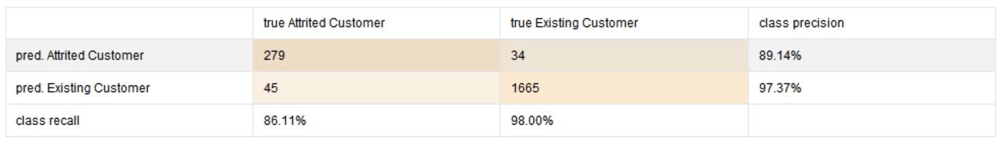 true Attrited Customer true Existing Customer class precision
pred. Attrited Customer 279 34 89.14%
pred. Existing Customer 45 1665 97.37%
class recall 86.11% 98.00%